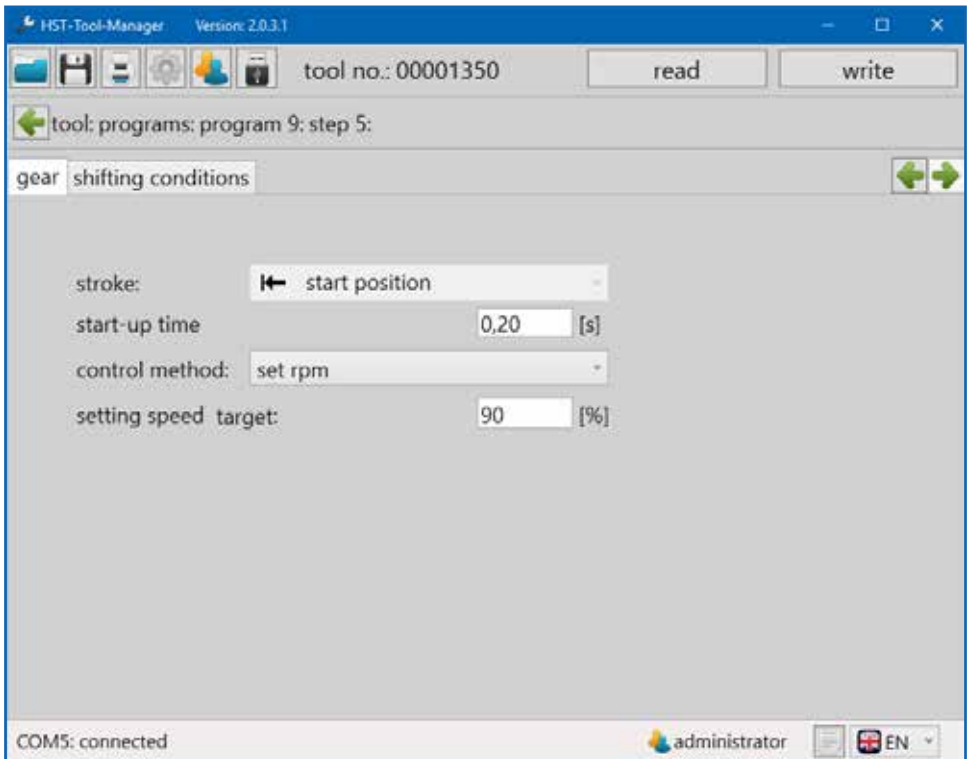 HST-Tool-Manager Version: 2.0.3.1
tool no.: 00001350 read write
tool: programs: program 9: step 5:
gear shifting conditions
stroke: start position
start-up time 0,20 [s]
control method: set rpm
setting speed target: 90 [%]
COM5: connected administrator EN